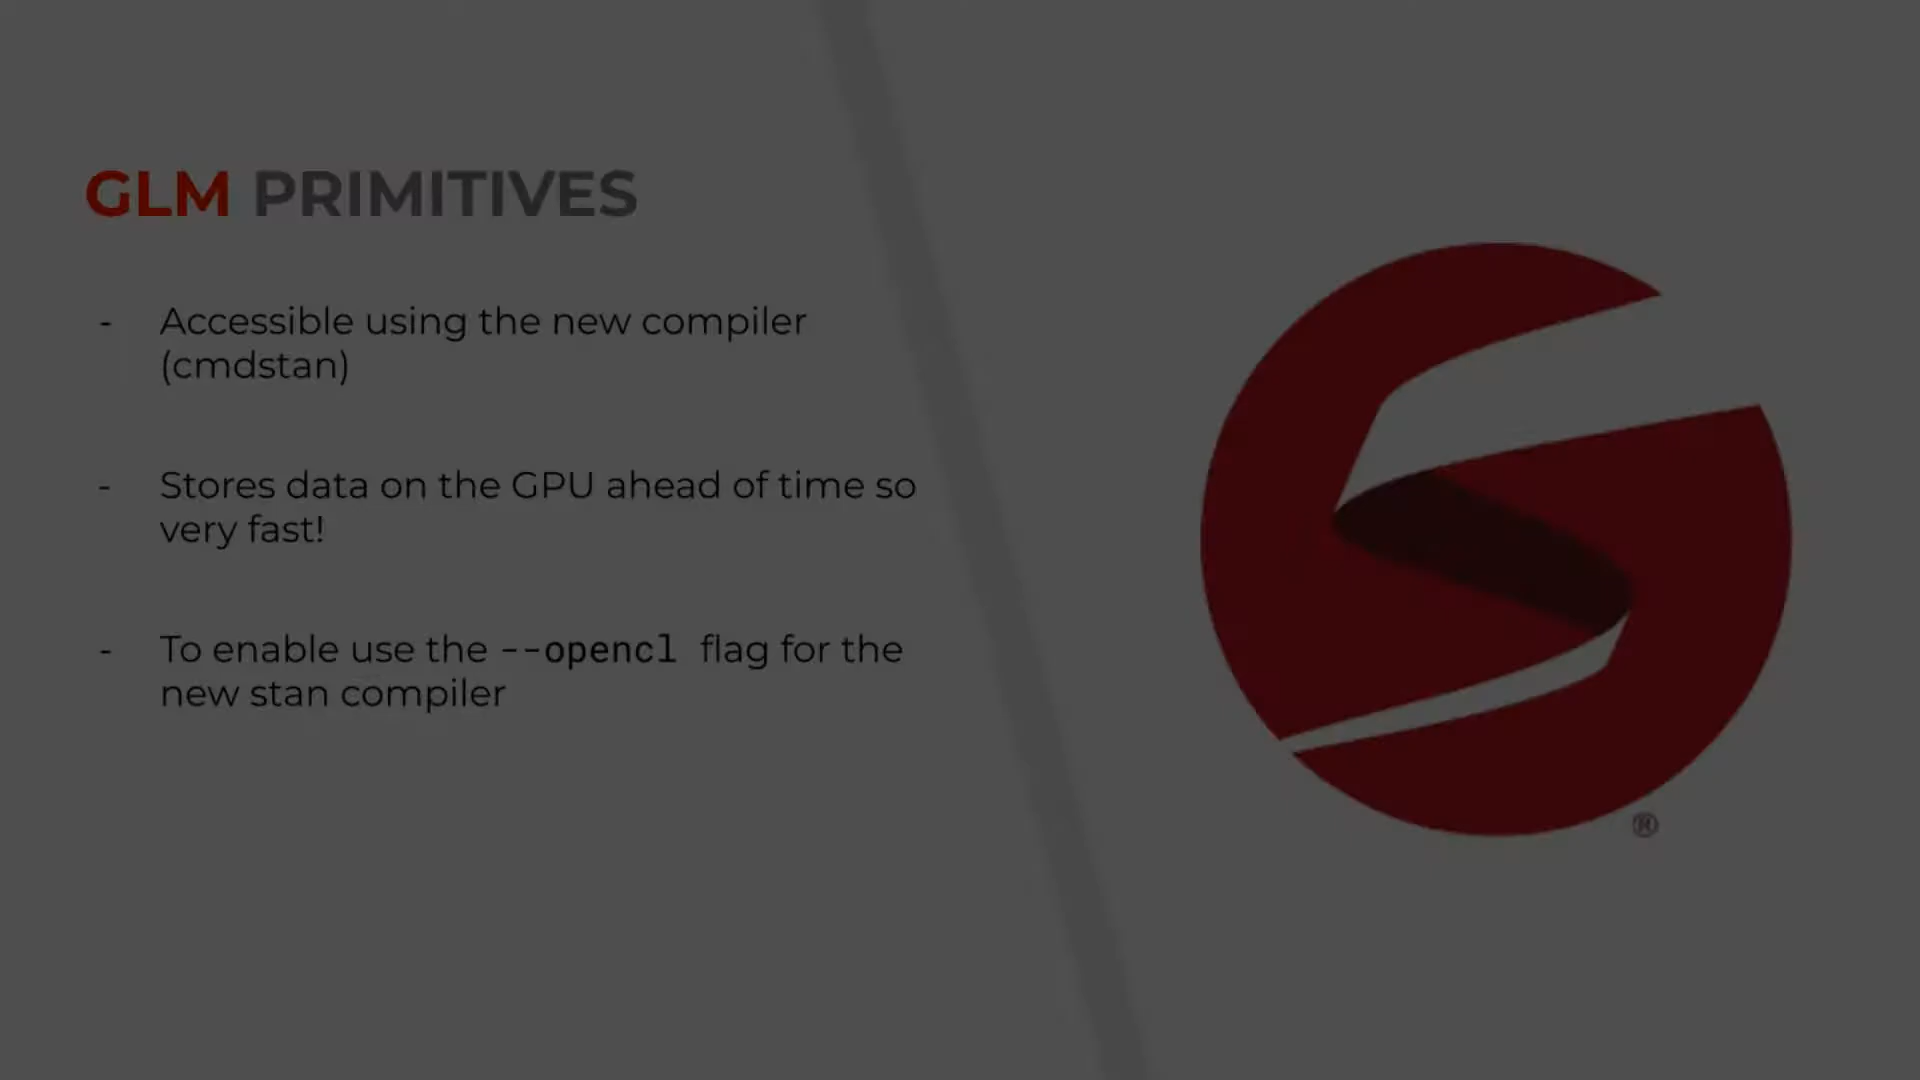 GLM PRIMITIVES
- Accessible using the new compiler
(cmdstan)
- Stores data on the GPU ahead of time so
very fast!
- To enable use the --opencl flag for the
new stan compiler
®